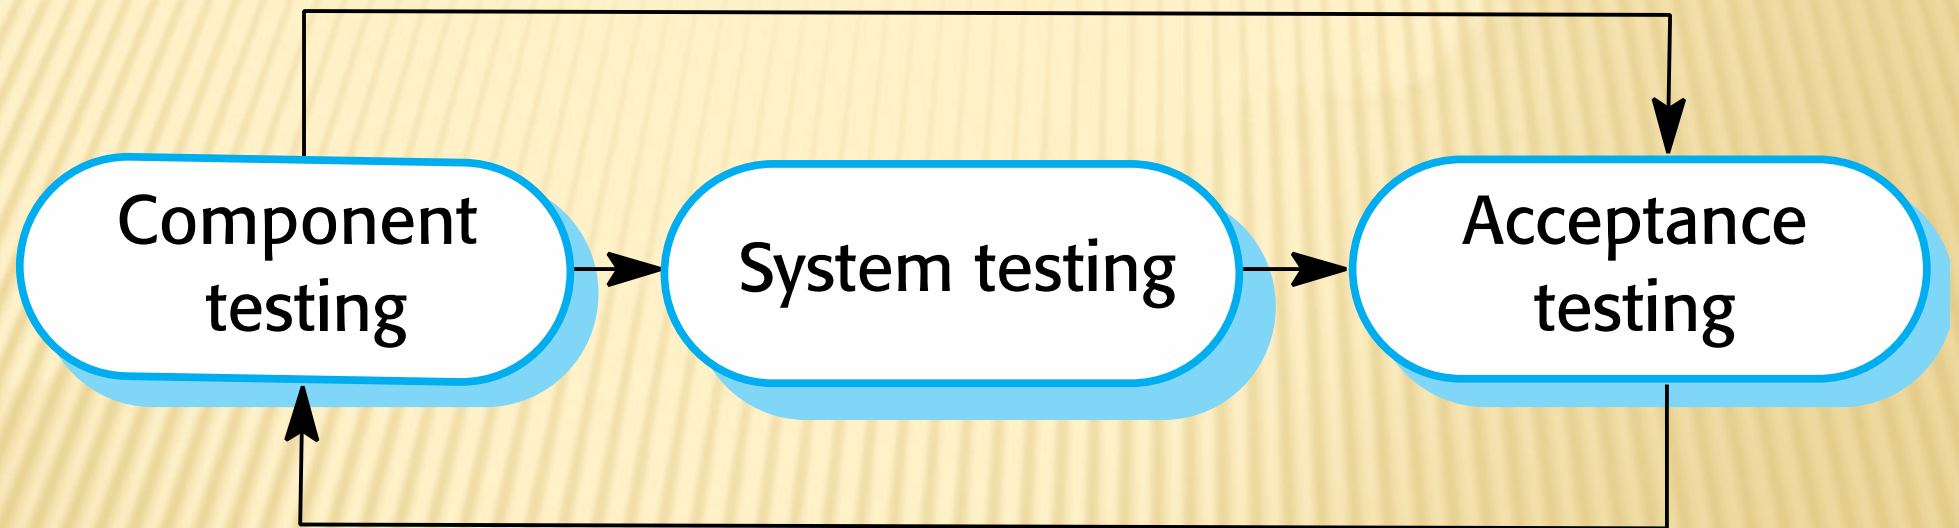 Component
testing
System testing
Acceptance
testing